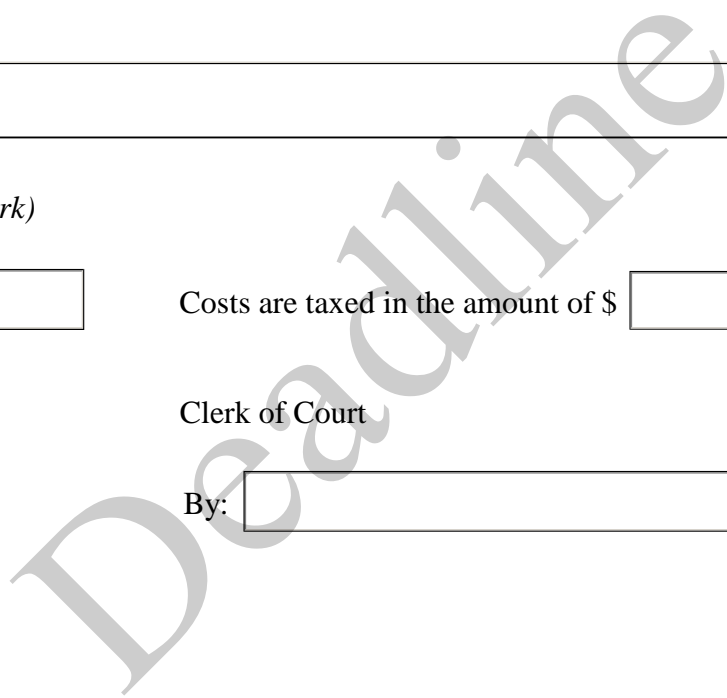 rk)
Costs are taxed in the amount of $
Clerk of Court
By:
Deadline